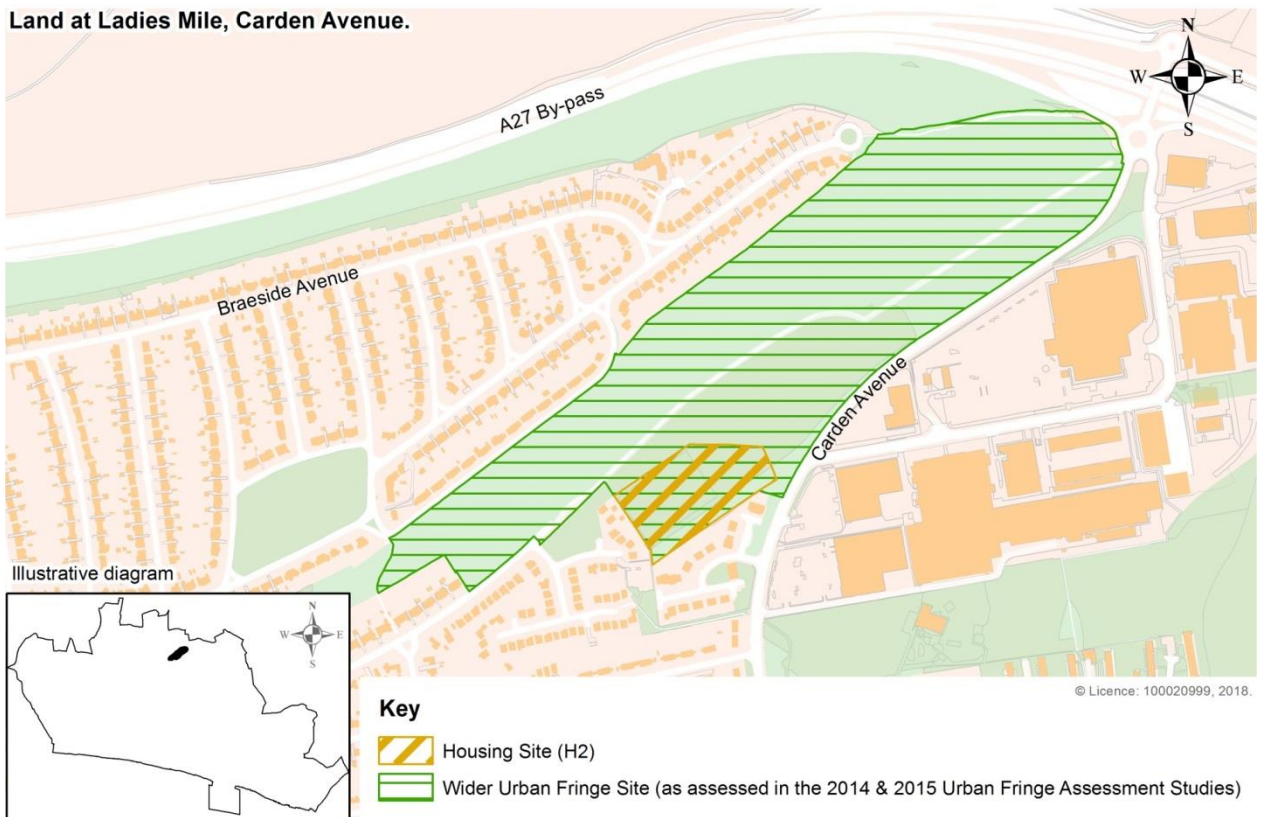 Land at Ladies Mile, Carden Avenue.
N
W E
S
A27 By-pass
Braeside Avenue
Carden Avenue
Illustrative diagram
N
W E
S
© Licence: 100020999, 2018.
Key
Housing Site (H2)
Wider Urban Fringe Site (as assessed in the 2014 & 2015 Urban Fringe Assessment Studies)